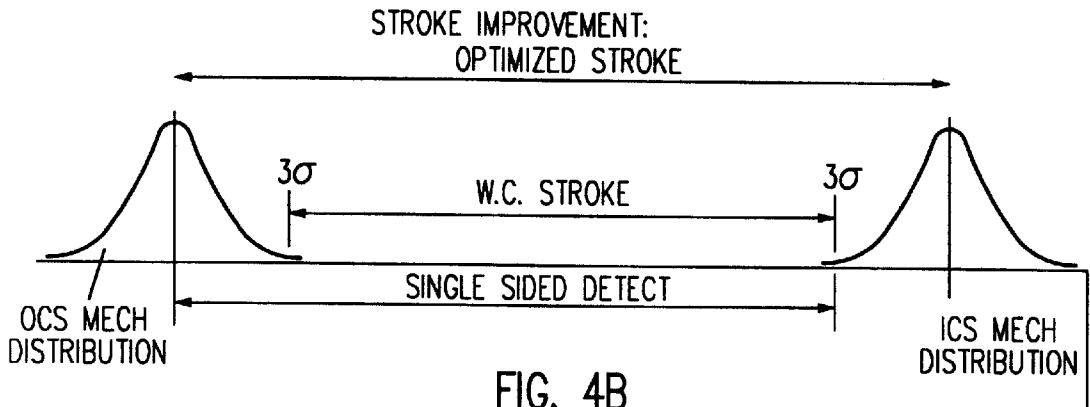 STROKE IMPROVEMENT:
OPTIMIZED STROKE
3σ
W.C. STROKE
3σ
SINGLE SIDED DETECT
OCS MECH
DISTRIBUTION
ICS MECH
DISTRIBUTION
FIG. 4B